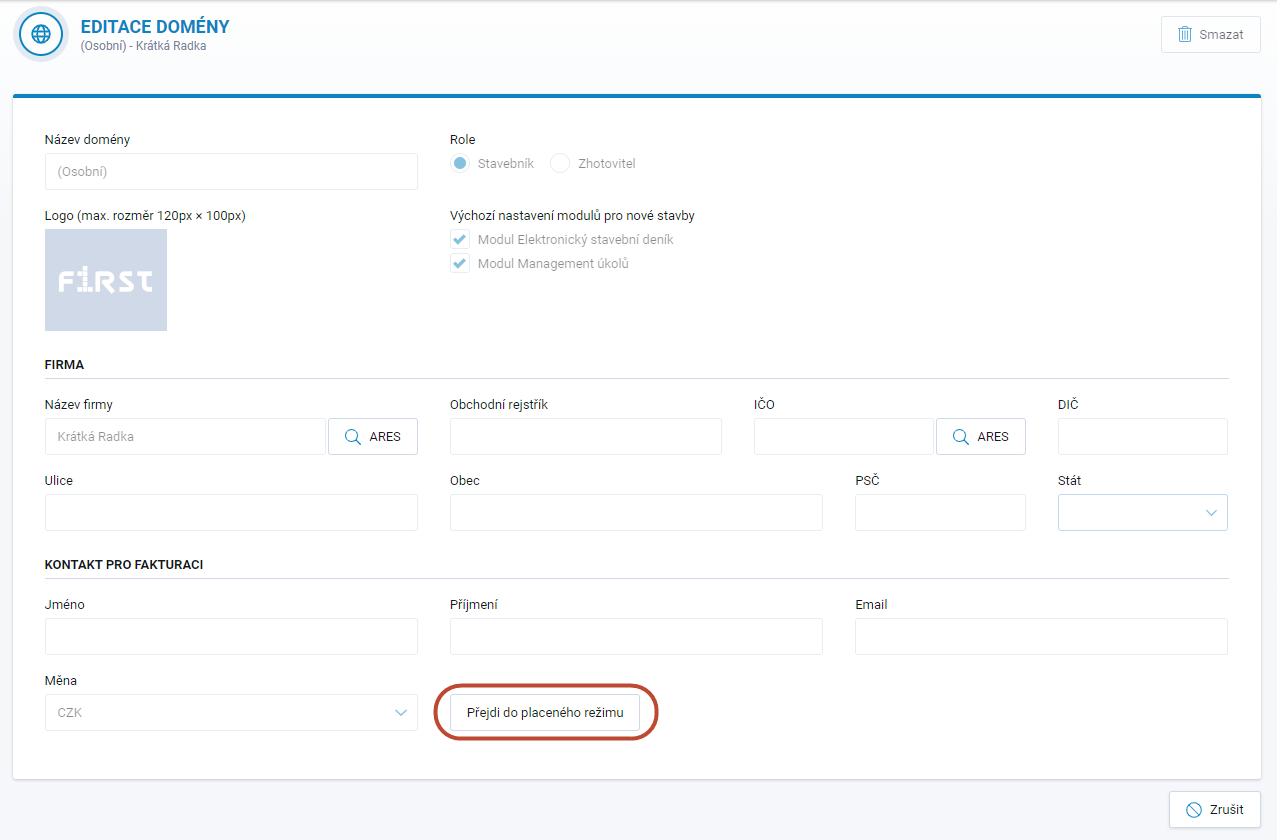 EDITACE DOMÉNY
(Osobní) - Krátká Radka
Smazat
Název domény
Role
(Osobní)
Stavebník
Zhotovitel
Logo (max. rozměr 120px × 100px)
Výchozí nastavení modulů pro nové stavby
Modul Elektronický stavební deník
Modul Management úkolů
FIRST
FIRMA
Název firmy
Obchodní rejstřík
IČO
DIČ
Krátká Radka
ARES
ARES
Ulice
Obec
PSČ
Stát
KONTAKT PRO FAKTURACI
Jméno
Příjmení
Email
Měna
CZK
Přejdi do placeného režimu
Zrušit